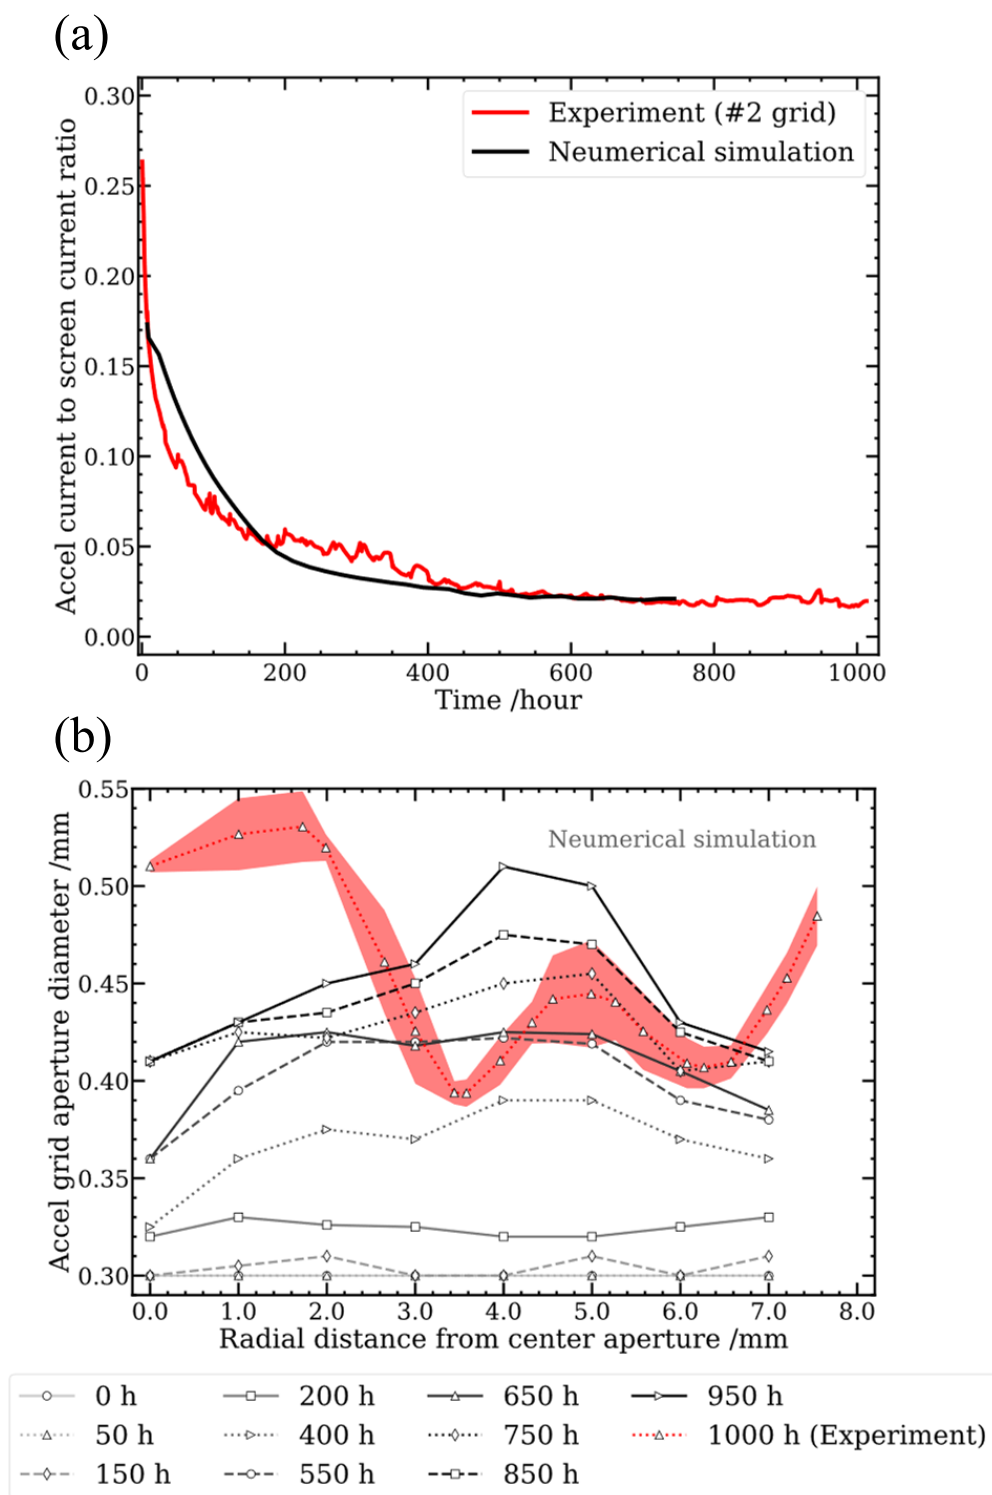 (a)
0.30
0.25
0.20
0.15
0.10
0.05
0.00
Accel current to screen current ratio
Experiment (#2 grid)
Neumerical simulation
0 200 400 600 800 1000
Time /hour
(b)
0.55
0.50
0.45
0.40
0.35
0.30
Accel grid aperture diameter /mm
Neumerical simulation
0.0 1.0 2.0 3.0 4.0 5.0 6.0 7.0 8.0
Radial distance from center aperture /mm
0 h 200 h 650 h 950 h
50 h 400 h 750 h 1000 h (Experiment)
150 h 550 h 850 h